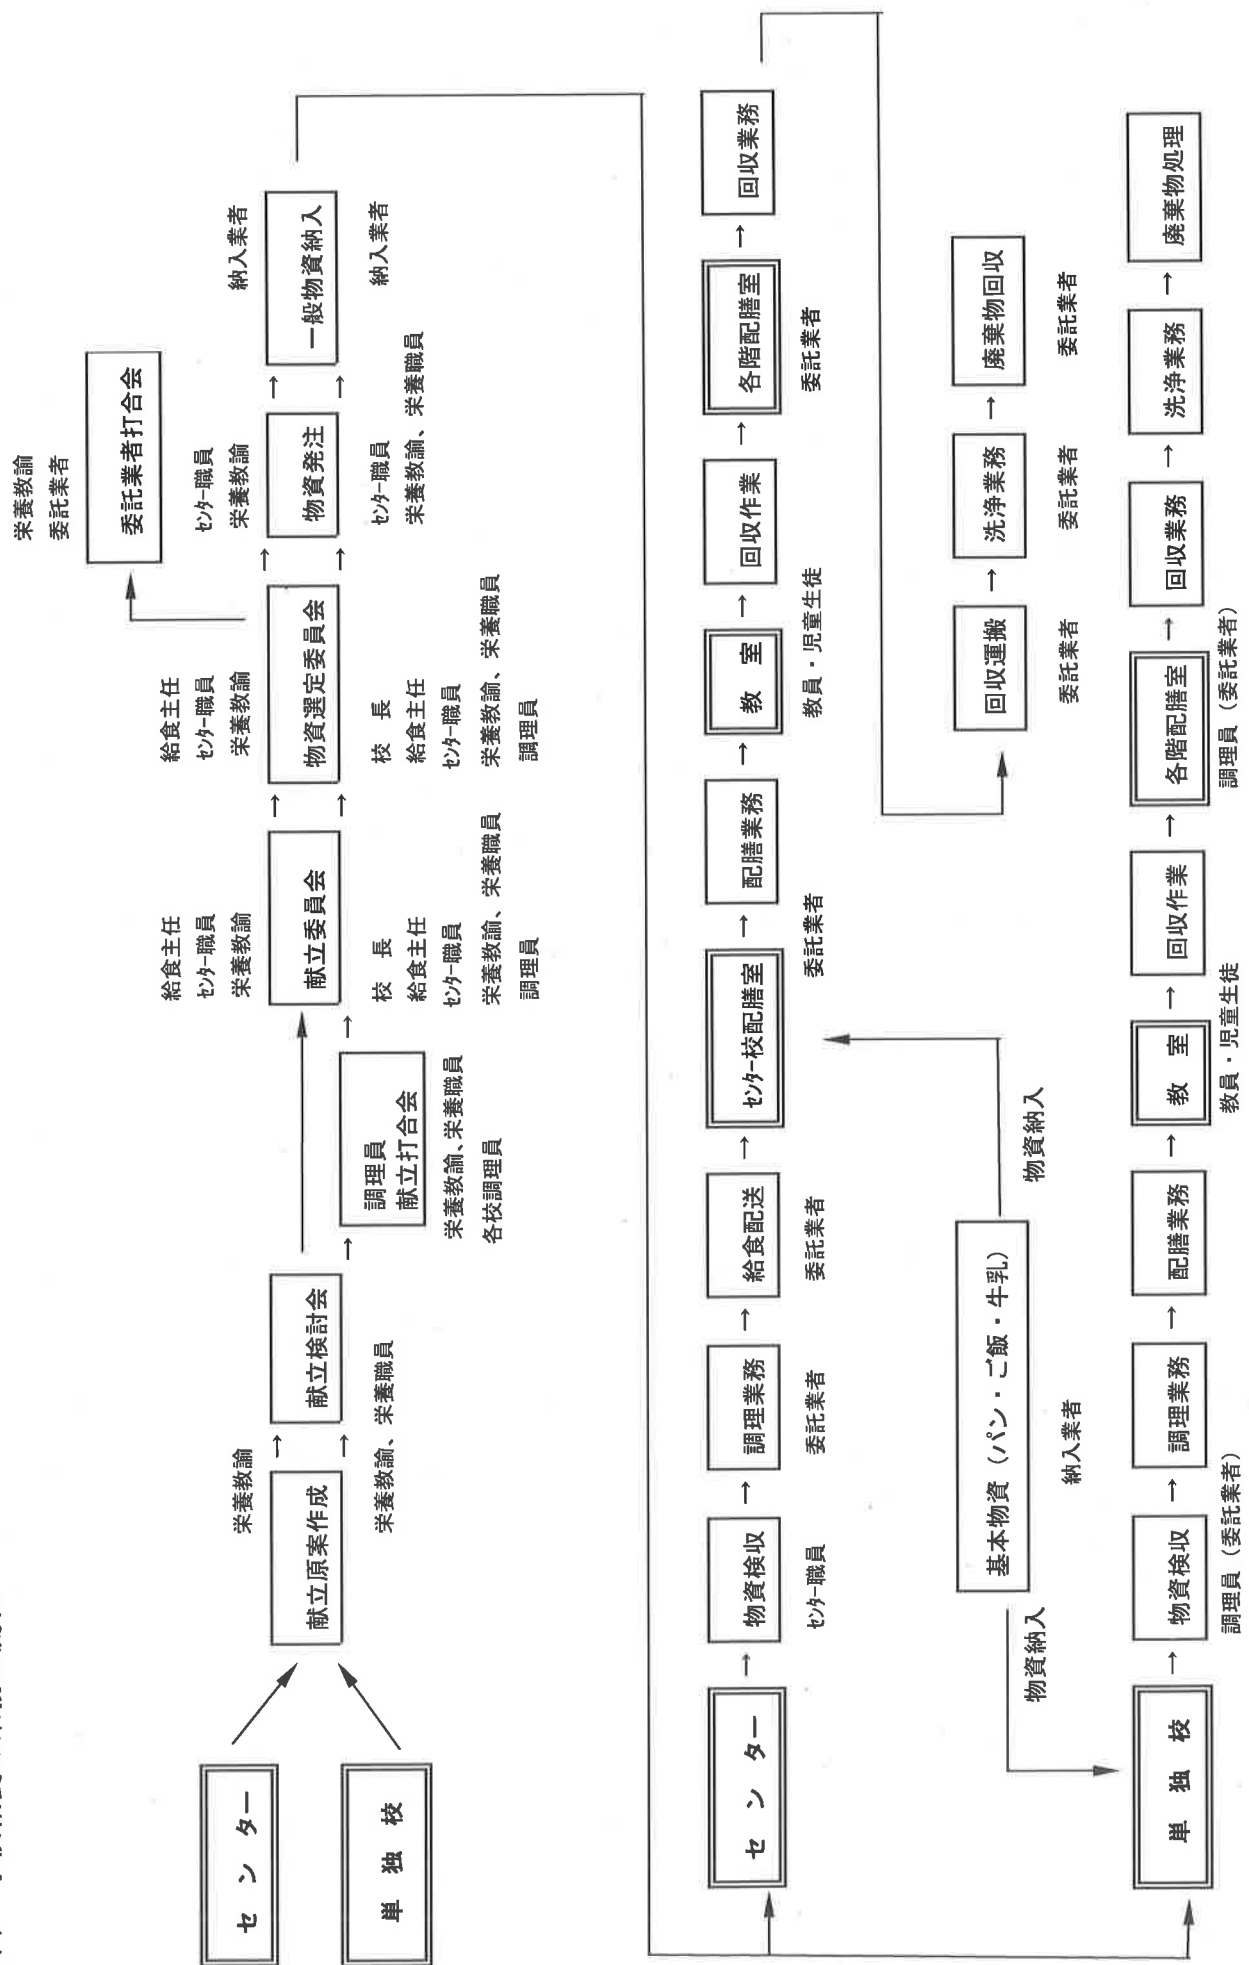 センター
単独校
栄養教諭
献立原案作成
→
献立検討会
→
栄養教諭、栄養職員
→
調理員
献立打合会
→
栄養教諭、栄養職員
各校調理員
給食主任
センター職員
栄養教諭
献立委員会
校　長
給食主任
センター職員
栄養教諭、栄養職員
調理員
→
→
給食主任
センター職員
栄養教諭
物資選定委員会
校　長
給食主任
センター職員
栄養教諭、栄養職員
調理員
栄養教諭
委託業者
委託業者打合会
→
→
センター職員
栄養教諭
物資発注
センター職員
栄養教諭、栄養職員
→
→
納入業者
一般物資納入
納入業者
センター → 物資検収 → 調理業務 → 給食配送 → センター校配膳室 → 配膳業務 → 教　室 → 回収作業 → 各階配膳室 → 回収業務
センター職員
委託業者
委託業者
委託業者
教員・児童生徒
委託業者
回収運搬 → 洗浄業務 → 廃棄物回収
委託業者
委託業者
委託業者
基本物資（パン・ご飯・牛乳）
物資納入
納入業者
物資納入
単独校 → 物資検収 → 調理業務 → 配膳業務 → 教　室 → 回収作業 → 各階配膳室 → 回収業務 → 洗浄業務 → 廃棄物処理
調理員（委託業者）
教員・児童生徒
調理員（委託業者）